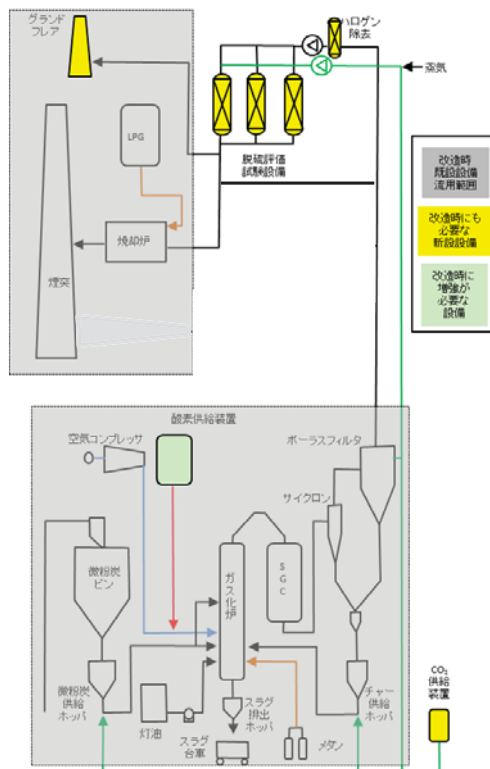 グランド
フレア
ハロゲン
除去
蒸気
LPG
脱硫評価
試験設備
焼却炉
煙突
改造時
既設設備
流用範囲
改造時にも
必要な
新設設備
改造時に
増強が
必要な
設備
酸素供給装置
空気コンプレッサ
ポーラスフィルタ
サイクロン
微粉炭
ビン
ガス化炉
SGC
微粉炭
供給
ホッパ
灯油
スラグ
排出
ホッパ
スラグ
台車
メタン
チャー
供給
ホッパ
CO₂
供給
装置